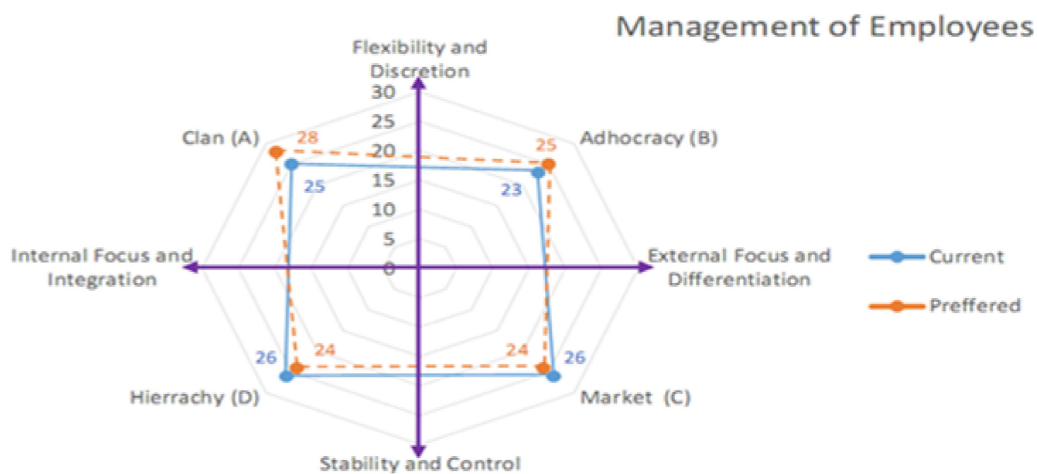 Management of Employees
Flexibility and
Discretion
30
Clan (A)
28
25
25
Adhocracy (B)
20
25
15
23
10
5
Internal Focus and
Integration
0
External Focus and
Differentiation
Current
Preffered
26
24
24
26
Hierrachy (D)
Market (C)
Stability and Control